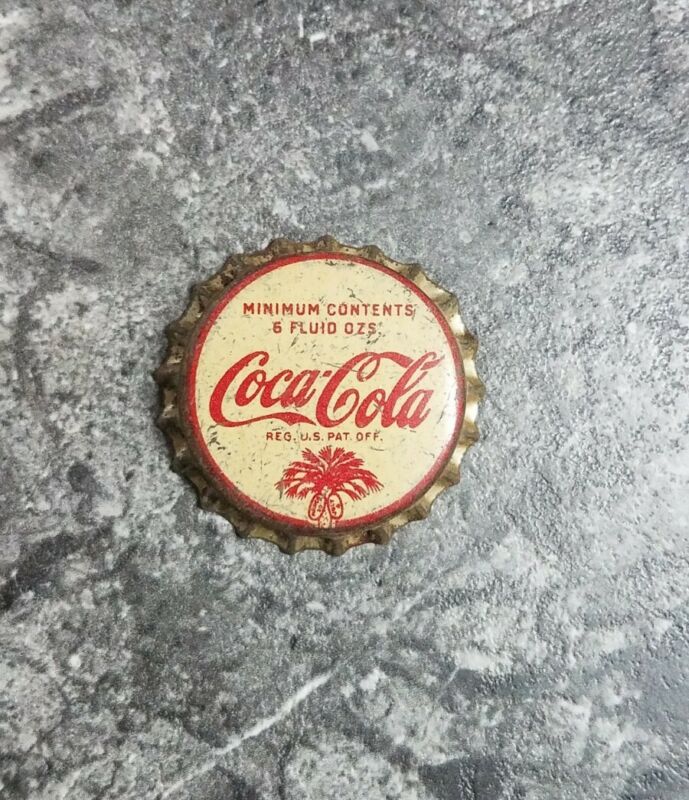 MINIMUM CONTENTS
6 FLUID OZS.
Coca-Cola
REG. U.S. PAT. OFF.